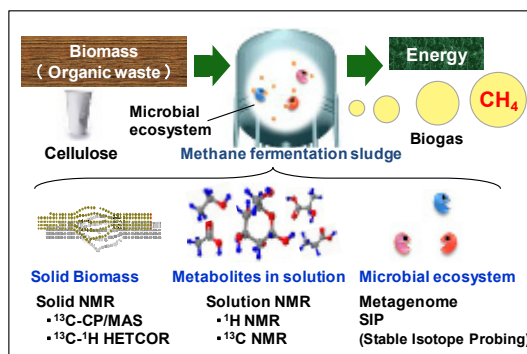 Biomass
( Organic waste)
Energy
Microbial
ecosystem
CH4
Cellulose
Biogas
Methane fermentation sludge
Solid Biomass
Metabolites in solution
Microbial ecosystem
Solid NMR
▪¹³C-CP/MAS
▪¹³C-¹H HETCOR
Solution NMR
▪¹H NMR
▪¹³C NMR
Metagenome
SIP
(Stable Isotope Probing)